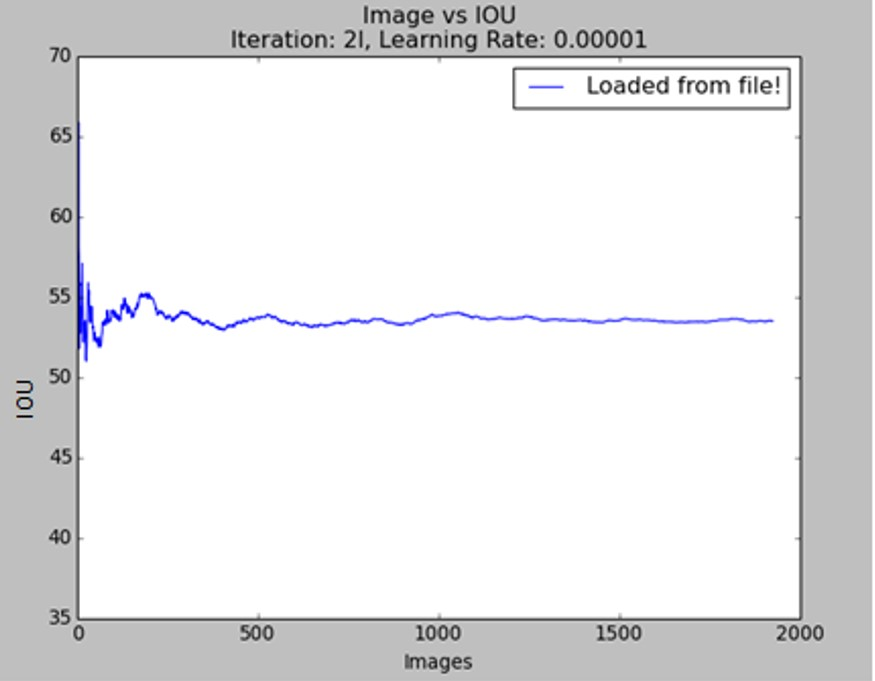 Image vs IOU
Iteration: 2l, Learning Rate: 0.00001
Loaded from file!
70
65
60
55
50
45
40
35
IOU
0 500 1000 1500 2000
Images